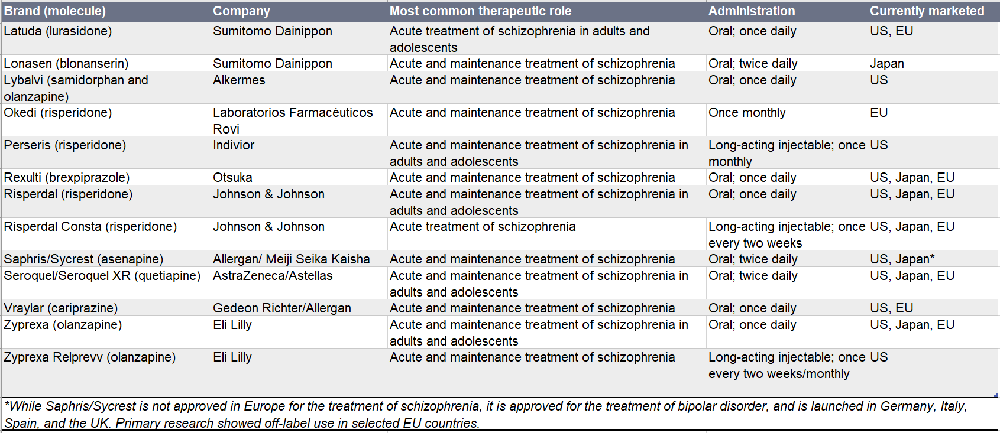 Brand (molecule) Company Most common therapeutic role Administration Currently marketed
Latuda (lurasidone) Sumitomo Dainippon Acute treatment of schizophrenia in adults and Oral; once daily US, EU
adolescents
Lonasen (blonanserin) Sumitomo Dainippon Acute and maintenance treatment of schizophrenia Oral; twice daily Japan
Lybalvi (samidorphan and Alkermes Acute and maintenance treatment of schizophrenia Oral; once daily US
olanzapine)
Okedi (risperidone) Laboratorios Farmacéuticos Acute and maintenance treatment of schizophrenia Once monthly EU
Rovi
Perseris (risperidone) Indivior Acute and maintenance treatment of schizophrenia in Long-acting injectable; once US
adults and adolescents monthly
Rexulti (brexpiprazole) Otsuka Acute and maintenance treatment of schizophrenia Oral; once daily US, Japan, EU
Risperdal (risperidone) Johnson & Johnson Acute and maintenance treatment of schizophrenia in Oral; once daily US, Japan, EU
adults and adolescents
Risperdal Consta (risperidone) Johnson & Johnson Acute treatment of schizophrenia Long-acting injectable; once US, Japan, EU
every two weeks
Saphris/Sycrest (asenapine) Allergan/ Meiji Seika Kaisha Acute and maintenance treatment of schizophrenia Oral; twice daily US, Japan*
Seroquel/Seroquel XR (quetiapine) AstraZeneca/Astellas Acute and maintenance treatment of schizophrenia in Oral; twice daily US, Japan, EU
adults and adolescents
Vraylar (cariprazine) Gedeon Richter/Allergan Acute and maintenance treatment of schizophrenia Oral; once daily US, EU
Zyprexa (olanzapine) Eli Lilly Acute and maintenance treatment of schizophrenia in Oral; once daily US, Japan, EU
adults and adolescents
Zyprexa Relprevv (olanzapine) Eli Lilly Acute and maintenance treatment of schizophrenia Long-acting injectable; once US
every two weeks/monthly
*While Saphris/Sycrest is not approved in Europe for the treatment of schizophrenia, it is approved for the treatment of bipolar disorder, and is launched in Germany, Italy,
Spain, and the UK. Primary research showed off-label use in selected EU countries.